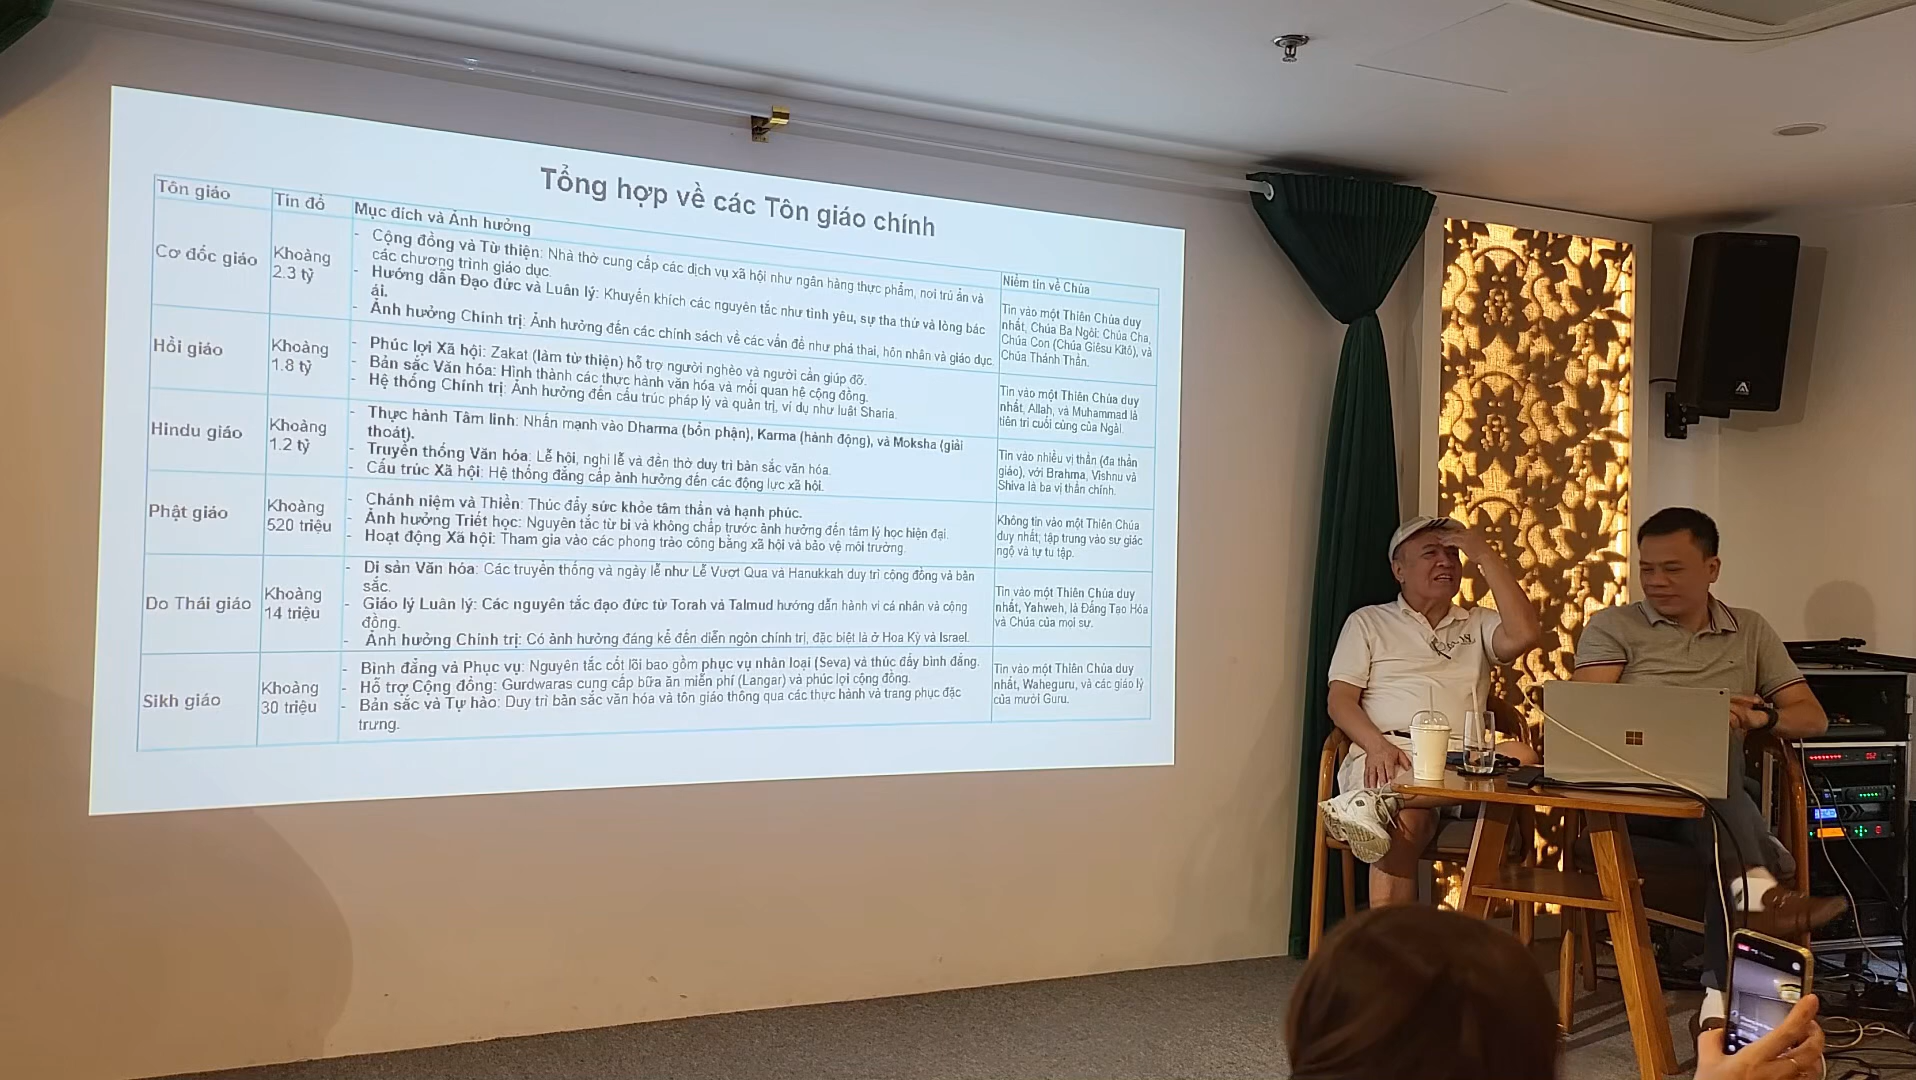 Tổng hợp về các Tôn giáo chính
Tôn giáo
Tín đồ
Mục đích và Ảnh hưởng
Niềm tin về Chúa
Cơ đốc giáo
Khoảng
2.3 tỷ
- Cộng đồng và Từ thiện: Nhà thờ cung cấp các dịch vụ xã hội như ngân hàng thực phẩm, nơi trú ẩn và
các chương trình giáo dục.
- Hướng dẫn Đạo đức và Luân lý: Khuyến khích các nguyên tắc như tình yêu, sự tha thứ và lòng bác
ái.
- Ảnh hưởng Chính trị: Ảnh hưởng đến các chính sách về các vấn đề như phá thai, hôn nhân và giáo dục.
Tin vào một Thiên Chúa duy
nhất, Chúa Ba Ngôi: Chúa Cha,
Chúa Con (Chúa Giêsu Kitô), và
Chúa Thánh Thần.
Hồi giáo
Khoảng
1.8 tỷ
- Phúc lợi Xã hội: Zakat (làm từ thiện) hỗ trợ người nghèo và người cần giúp đỡ.
- Bản sắc Văn hóa: Hình thành các thực hành văn hóa và mối quan hệ cộng đồng.
- Hệ thống Chính trị: Ảnh hưởng đến cấu trúc pháp lý và quản trị, ví dụ như luật Sharia.
Tin vào một Thiên Chúa duy
nhất, Allah, và Muhammad là
tiên tri cuối cùng của Ngài.
Hindu giáo
Khoảng
1.2 tỷ
- Thực hành Tâm linh: Nhấn mạnh vào Dharma (bổn phận), Karma (hành động), và Moksha (giải
thoát).
- Truyền thống Văn hóa: Lễ hội, nghi lễ và đền thờ duy trì bản sắc văn hóa.
- Cấu trúc Xã hội: Hệ thống đẳng cấp ảnh hưởng đến các động lực xã hội.
Tin vào nhiều vị thần (đa thần
giáo), với Brahma, Vishnu và
Shiva là ba vị thần chính.
Phật giáo
Khoảng
520 triệu
- Chánh niệm và Thiền: Thúc đẩy sức khỏe tâm thần và hạnh phúc.
- Ảnh hưởng Triết học: Nguyên tắc từ bi và không chấp trước ảnh hưởng đến tâm lý học hiện đại.
- Hoạt động Xã hội: Tham gia vào các phong trào công bằng xã hội và bảo vệ môi trường.
Không tin vào một Thiên Chúa
duy nhất; tập trung vào sự giác
ngộ và tự tu tập.
Do Thái giáo
Khoảng
14 triệu
- Di sản Văn hóa: Các truyền thống và ngày lễ như Lễ Vượt Qua và Hanukkah duy trì cộng đồng và bản
sắc.
- Giáo lý Luân lý: Các nguyên tắc đạo đức từ Torah và Talmud hướng dẫn hành vi cá nhân và cộng
đồng.
- Ảnh hưởng Chính trị: Có ảnh hưởng đáng kể đến diễn ngôn chính trị, đặc biệt là ở Hoa Kỳ và Israel.
Tin vào một Thiên Chúa duy
nhất, Yahweh, là Đấng Tạo Hóa
và Chúa của mọi sự.
Sikh giáo
Khoảng
30 triệu
- Bình đẳng và Phục vụ: Nguyên tắc cốt lõi bao gồm phục vụ nhân loại (Seva) và thúc đẩy bình đẳng.
- Hỗ trợ Cộng đồng: Gurdwaras cung cấp bữa ăn miễn phí (Langar) và phúc lợi cộng đồng.
- Bản sắc và Tự hào: Duy trì bản sắc văn hóa và tôn giáo thông qua các thực hành và trang phục đặc
trưng.
Tin vào một Thiên Chúa duy
nhất, Waheguru, và các giáo lý
của mười Guru.